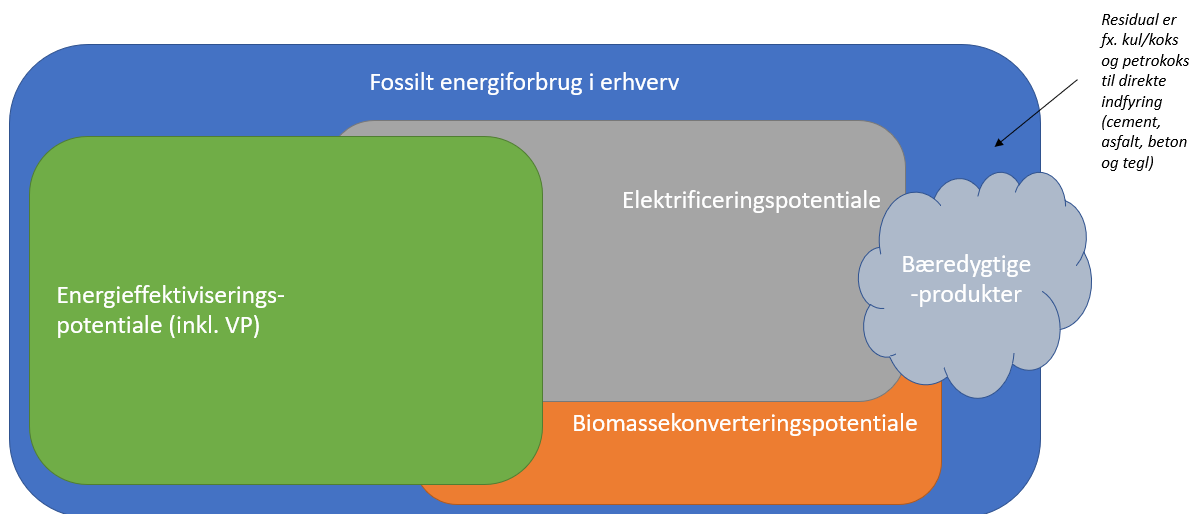 Residual er
fx. kul/koks
og petrokoks
til direkte
indfyring
(cement,
asfalt, beton
og tegl)
Fossilt energiforbrug i erhverv
Elektrificeringspotentiale
Bæredygtige
-produkter
Energieffektiviserings-
potentiale (inkl. VP)
Biomassekonverteringspotentiale